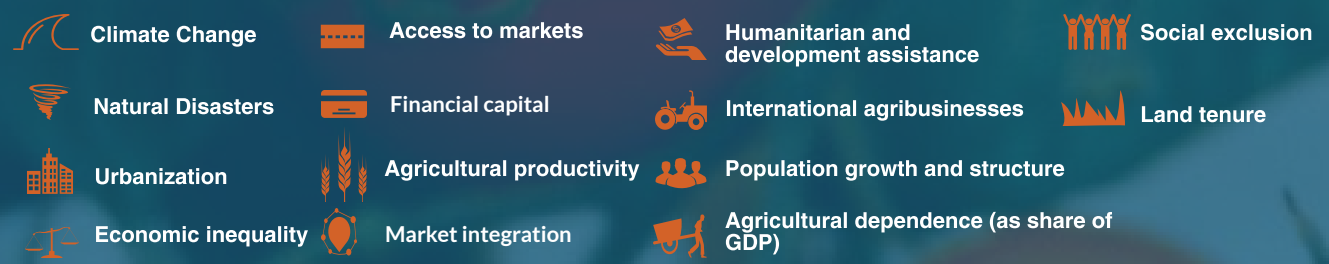 Climate Change
Natural Disasters
Urbanization
Economic inequality
Access to markets
Financial capital
Agricultural productivity
Market integration
Humanitarian and
development assistance
International agribusinesses
Population growth and structure
Agricultural dependence (as share of
GDP)
Social exclusion
Land tenure